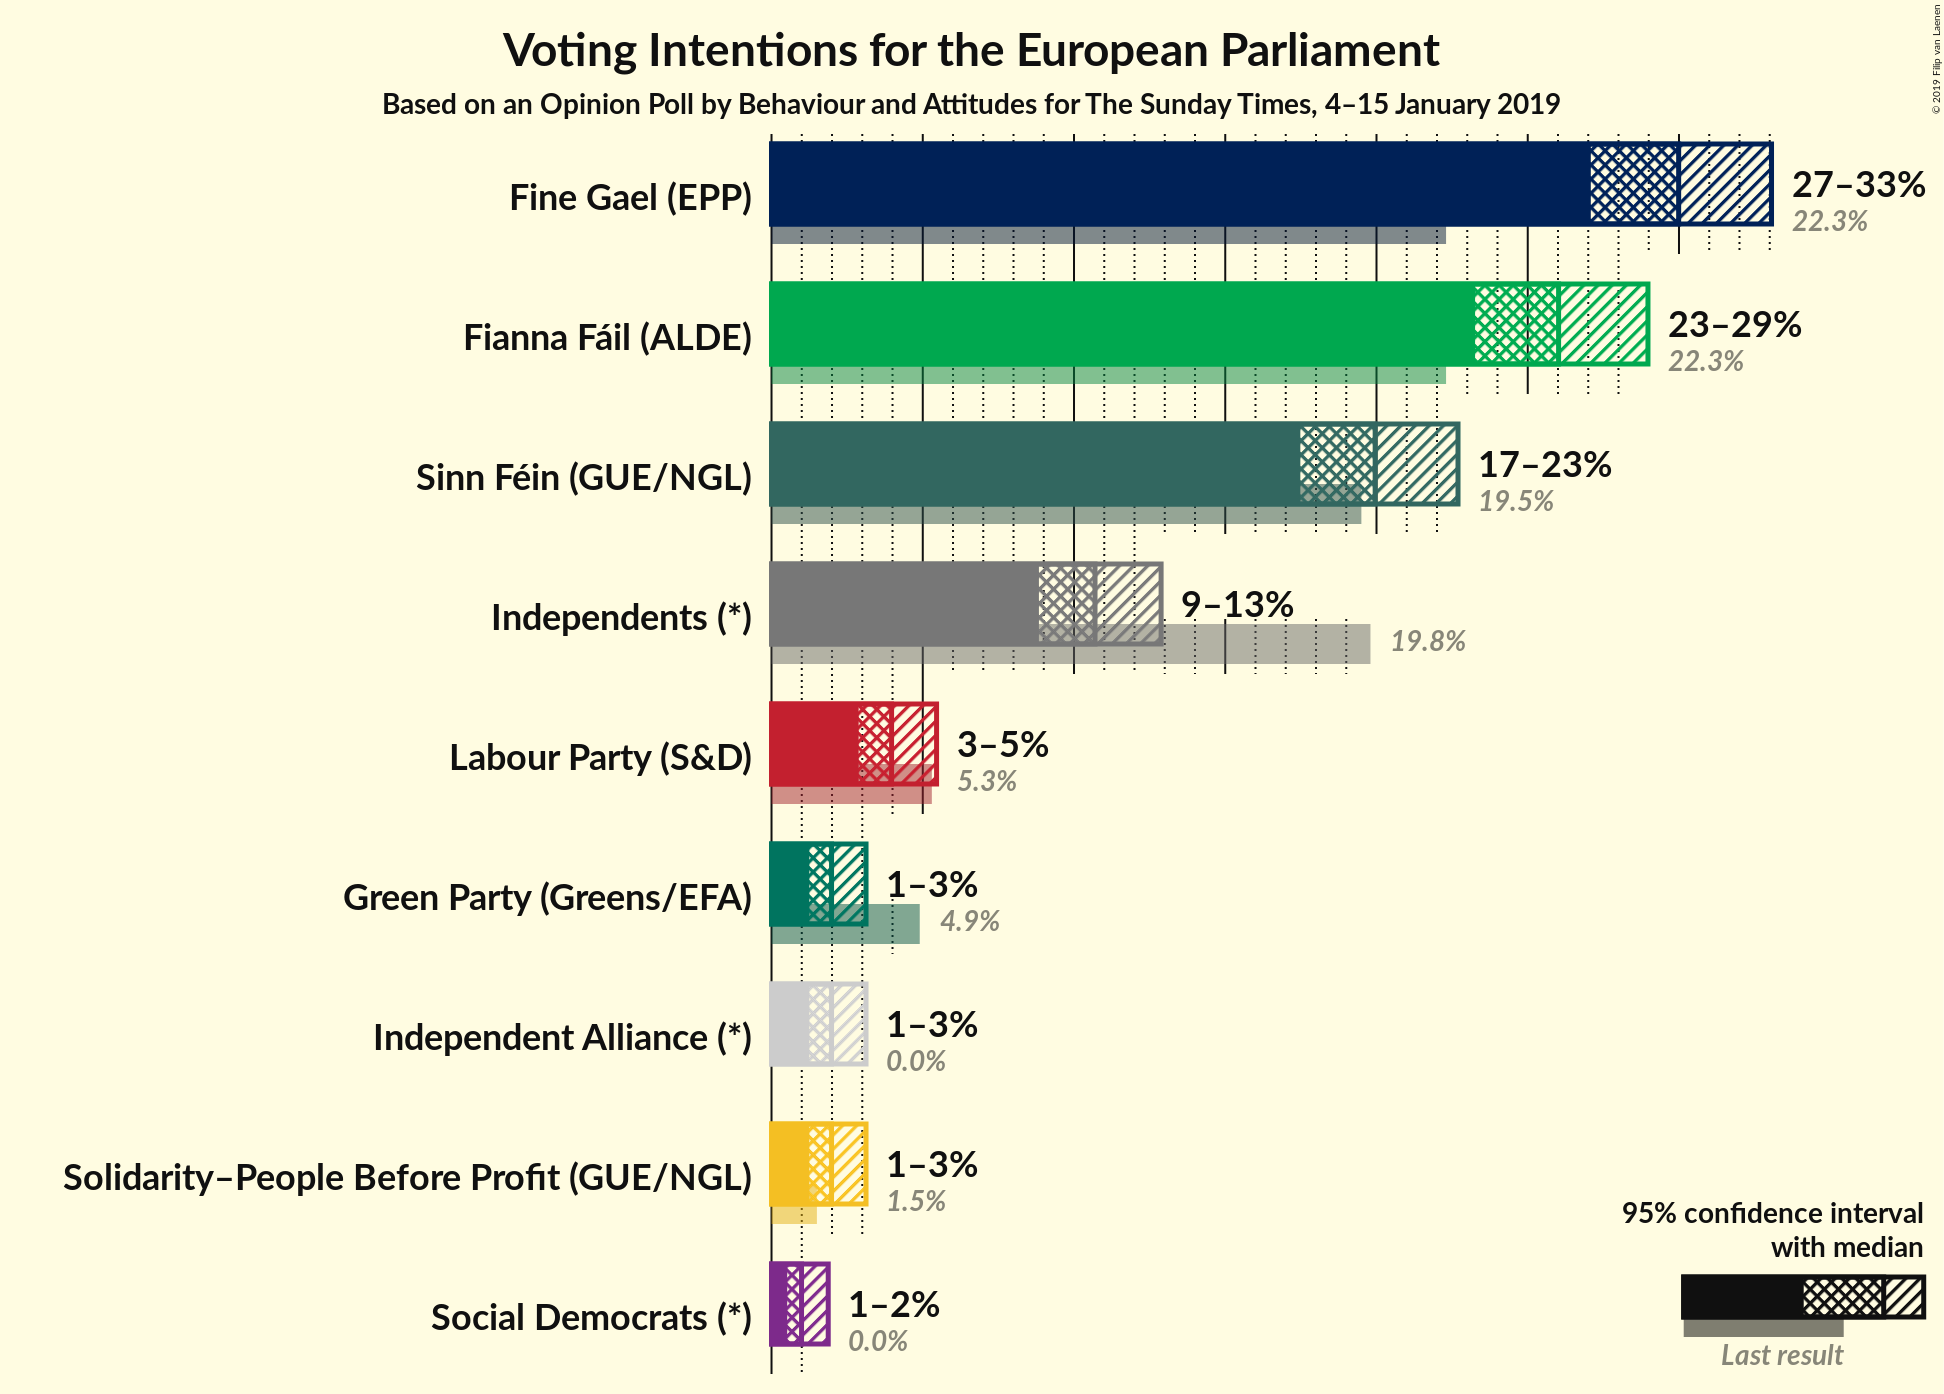 Voting Intentions for the European Parliament
Based on an Opinion Poll by Behaviour and Attitudes for The Sunday Times, 4–15 January 2019
© 2019 Filip van Laenen
Fine Gael (EPP)
27–33%
22.3%
Fianna Fáil (ALDE)
23–29%
22.3%
Sinn Féin (GUE/NGL)
17–23%
19.5%
Independents (*)
9–13%
19.8%
Labour Party (S&D)
3–5%
5.3%
Green Party (Greens/EFA)
1–3%
4.9%
Independent Alliance (*)
1–3%
0.0%
Solidarity–People Before Profit (GUE/NGL)
1–3%
1.5%
Social Democrats (*)
1–2%
0.0%
95% confidence interval
with median
Last result